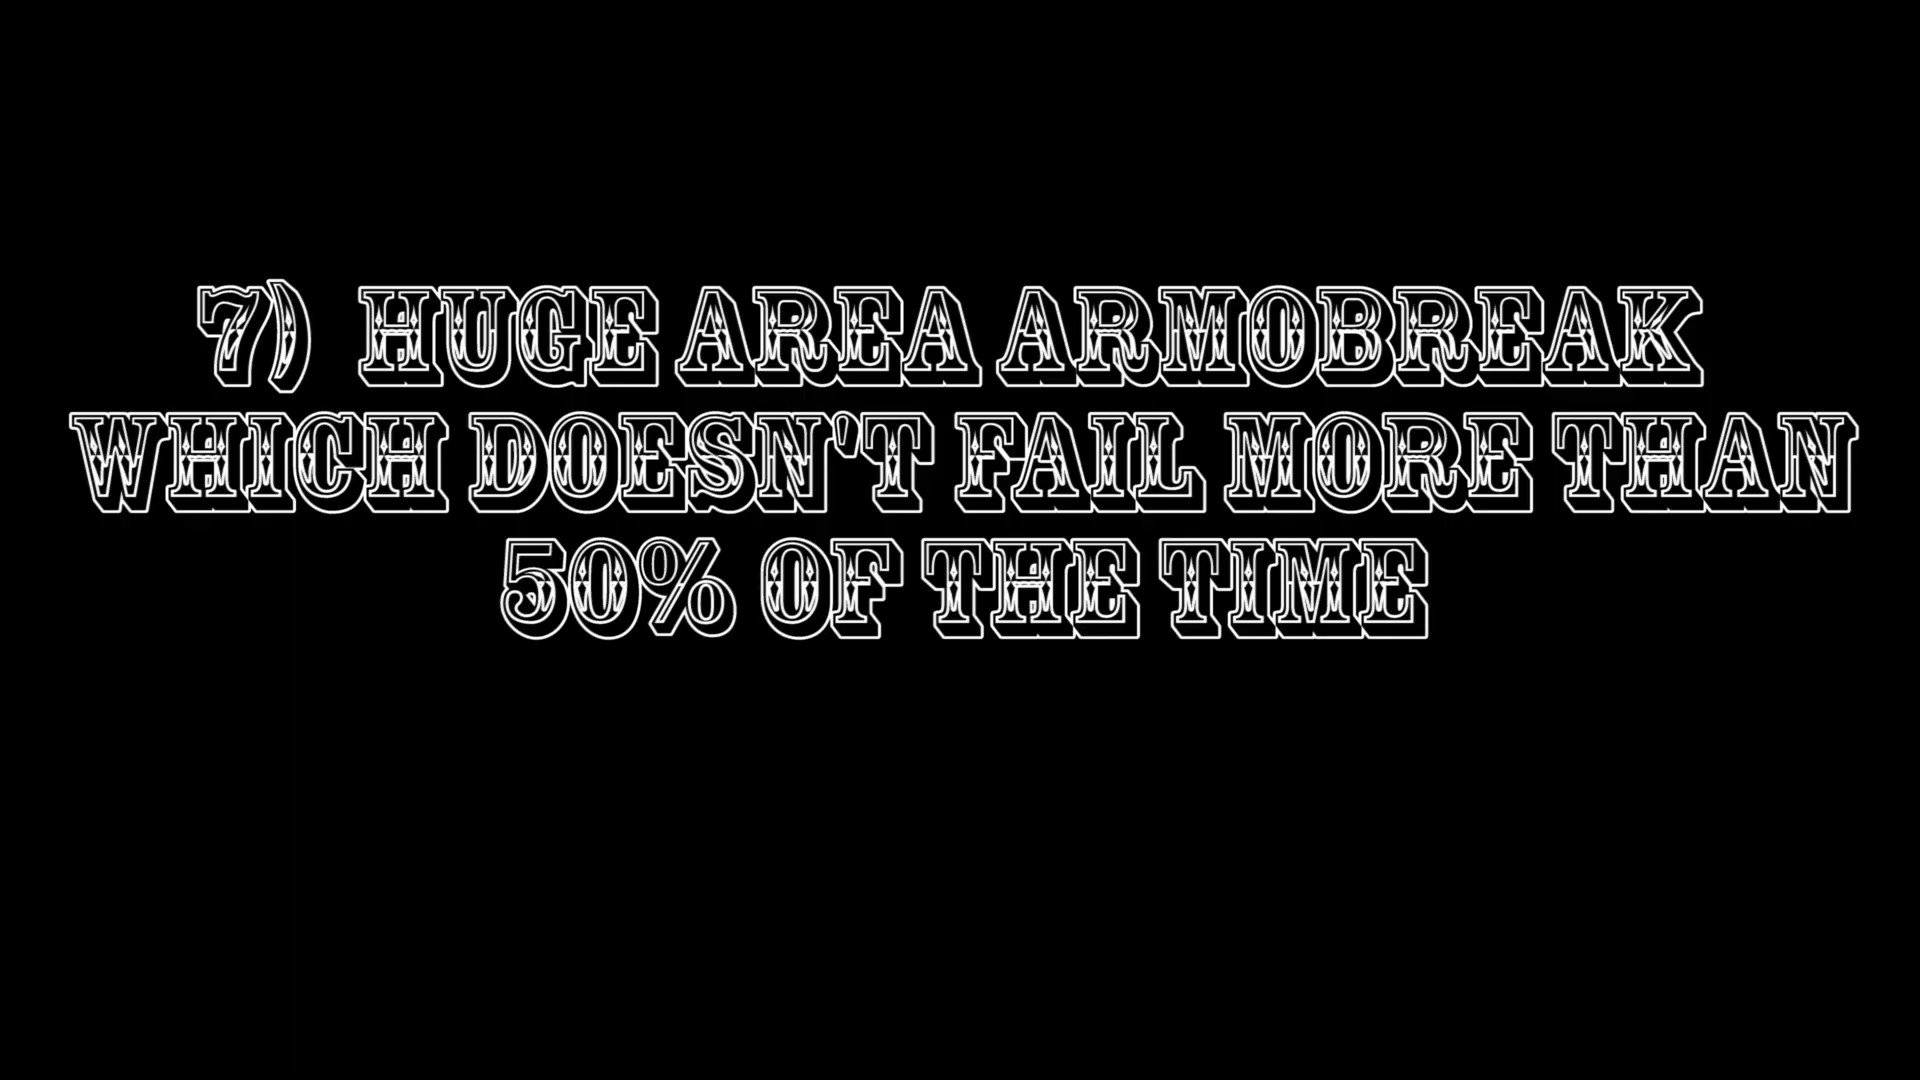 7)  HUGE AREA ARMOBREAK
WHICH DOESN'T FAIL MORE THAN
50% OF THE TIME